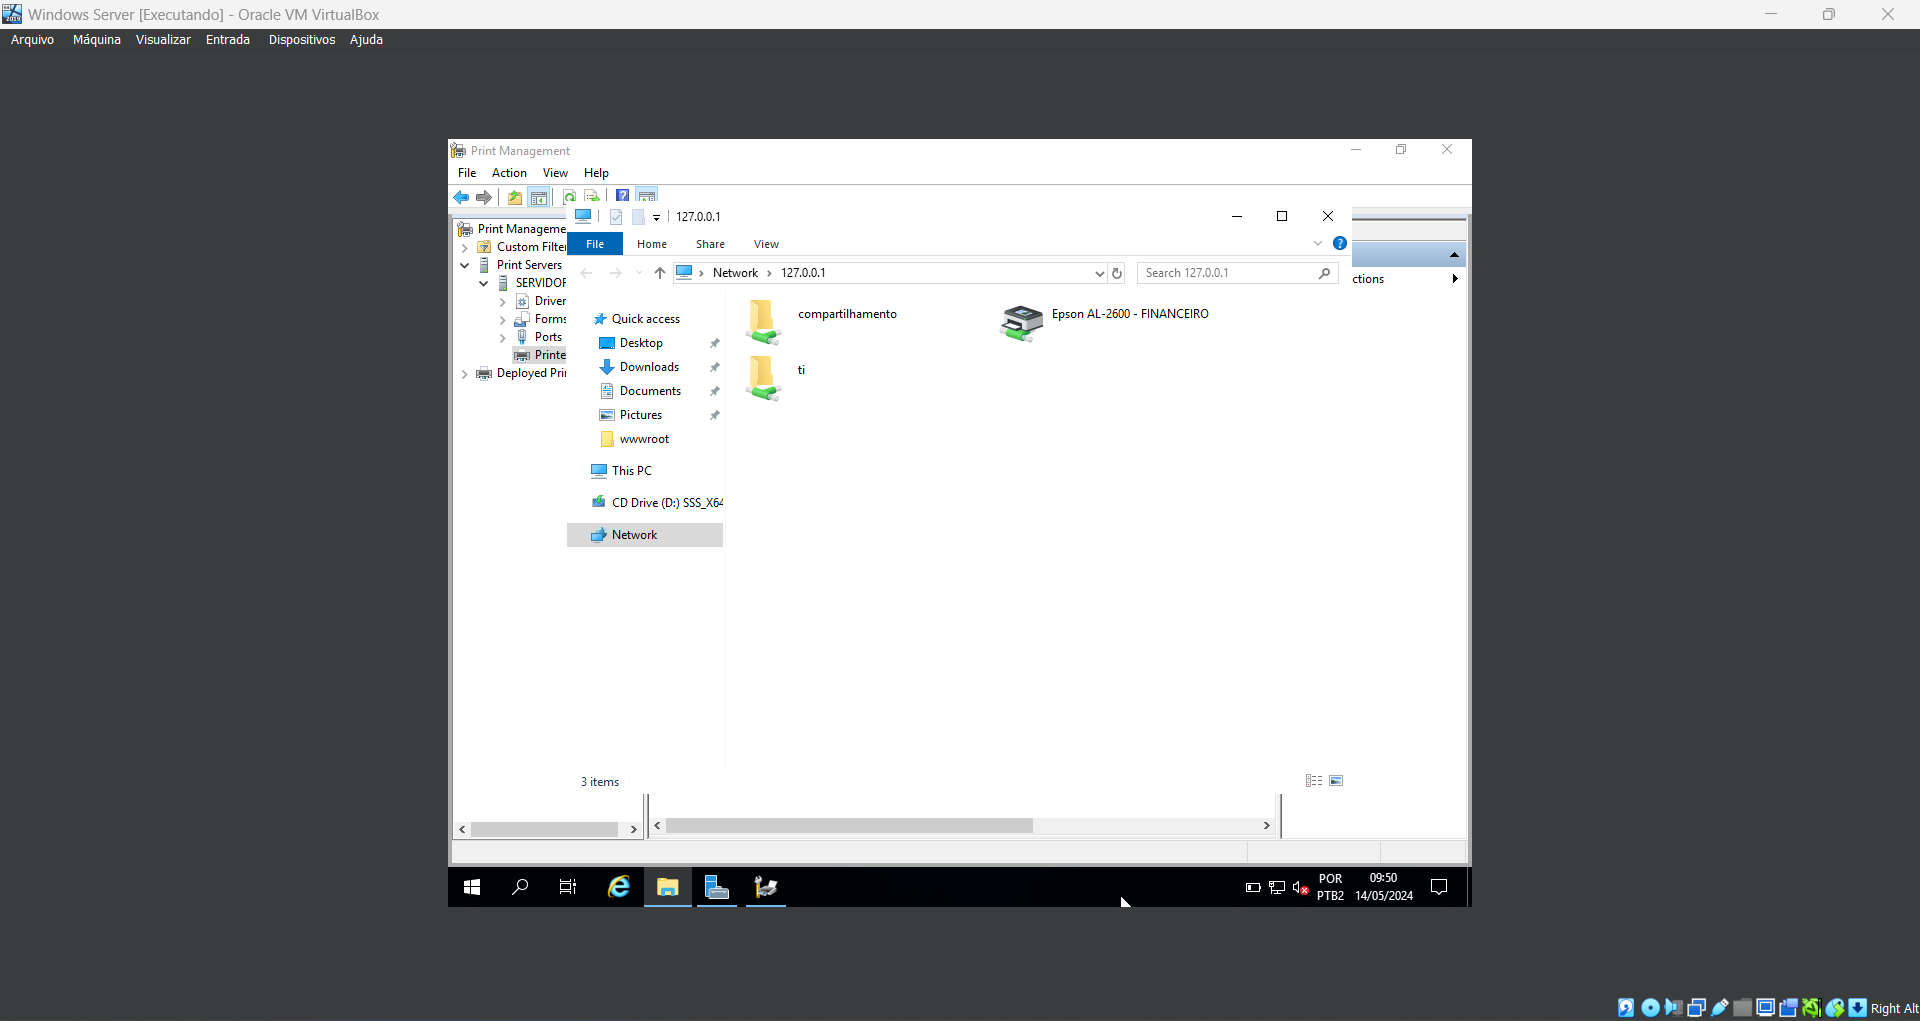 Windows Server [Executando] - Oracle VM VirtualBox
Arquivo Máquina Visualizar Entrada Dispositivos Ajuda
Print Management
File Action View Help
127.0.0.1
File Home Share View
Network 127.0.0.1
Search 127.0.0.1
Print Manageme
Custom Filte
Print Servers
SERVIDOR
Driver
Forms
Ports
Printe
Deployed Pri
ctions
Quick access
Desktop
Downloads
Documents
Pictures
wwwroot
This PC
CD Drive (D:) SSS_X64
Network
compartilhamento
Epson AL-2600 - FINANCEIRO
ti
3 items
POR
PTB2
09:50
14/05/2024
Right Alt